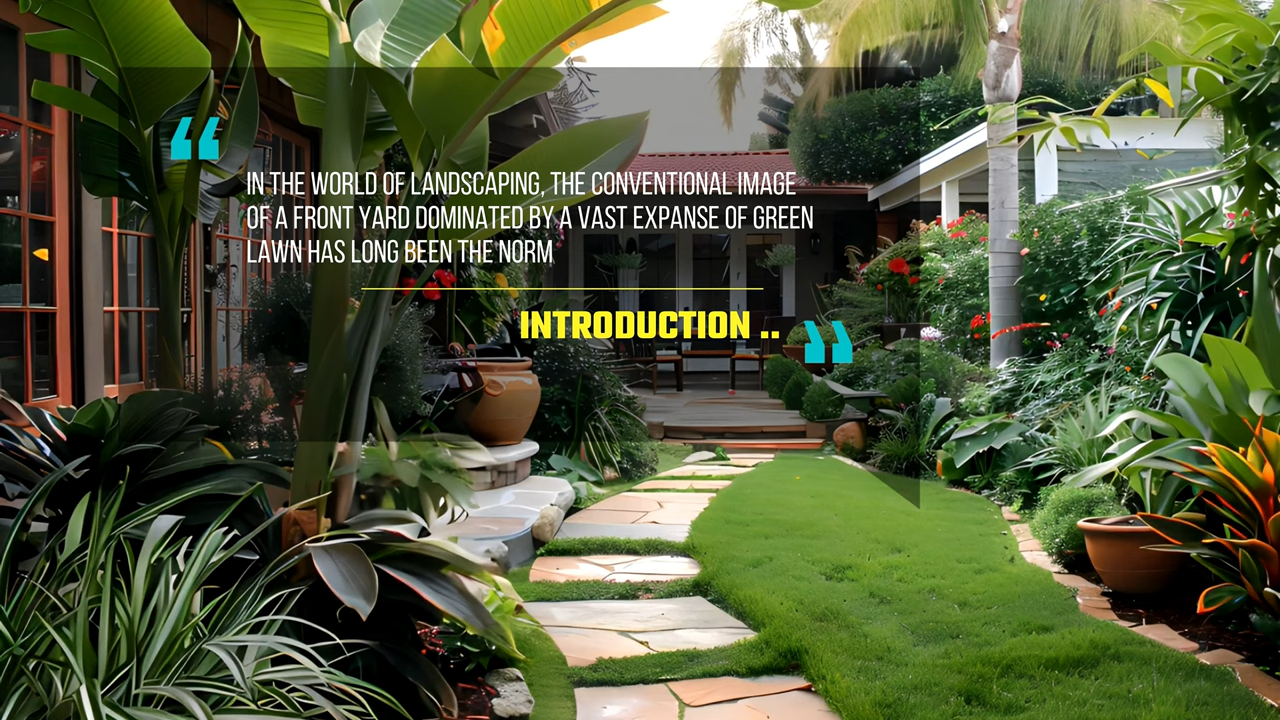 “
IN THE WORLD OF LANDSCAPING, THE CONVENTIONAL IMAGE
OF A FRONT YARD DOMINATED BY A VAST EXPANSE OF GREEN
LAWN HAS LONG BEEN THE NORM
INTRODUCTION ..
”